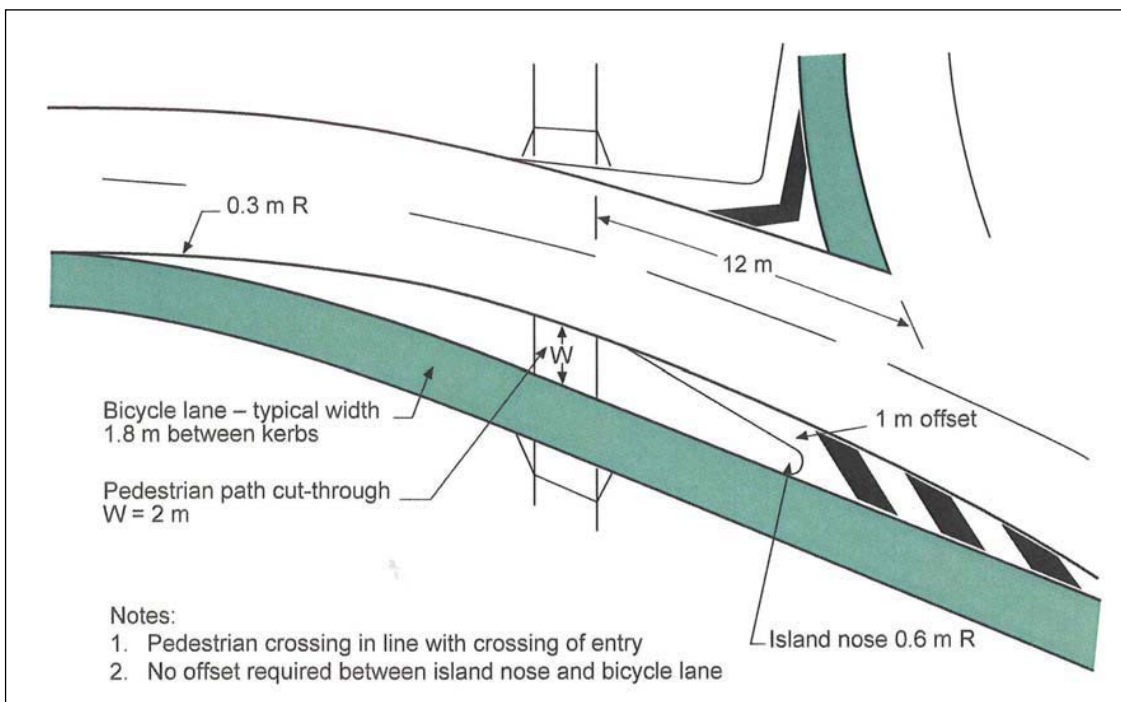 0.3 m R
12 m
W
1 m offset
Bicycle lane – typical width
1.8 m between kerbs
Pedestrian path cut-through
W = 2 m
Island nose 0.6 m R
Notes:
1. Pedestrian crossing in line with crossing of entry
2. No offset required between island nose and bicycle lane